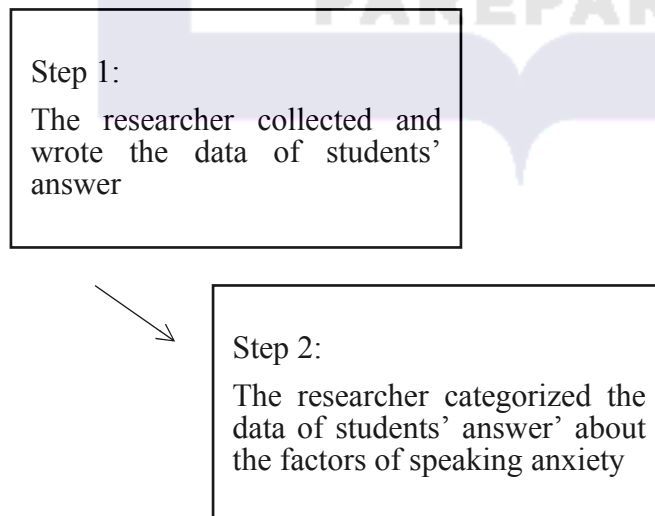 Step 1:
The researcher collected and
wrote the data of students’
answer
Step 2:
The researcher categorized the
data of students’ answer’ about
the factors of speaking anxiety